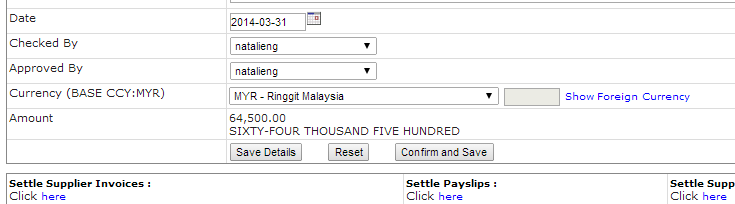 Date 2014-03-31
Checked By natalieng
Approved By natalieng
Currency (BASE CCY:MYR) MYR - Ringgit Malaysia Show Foreign Currency
Amount 64,500.00
SIXTY-FOUR THOUSAND FIVE HUNDRED
Save Details Reset Confirm and Save
Settle Supplier Invoices : Settle Payslips : Settle Supp
Click here Click here Click here